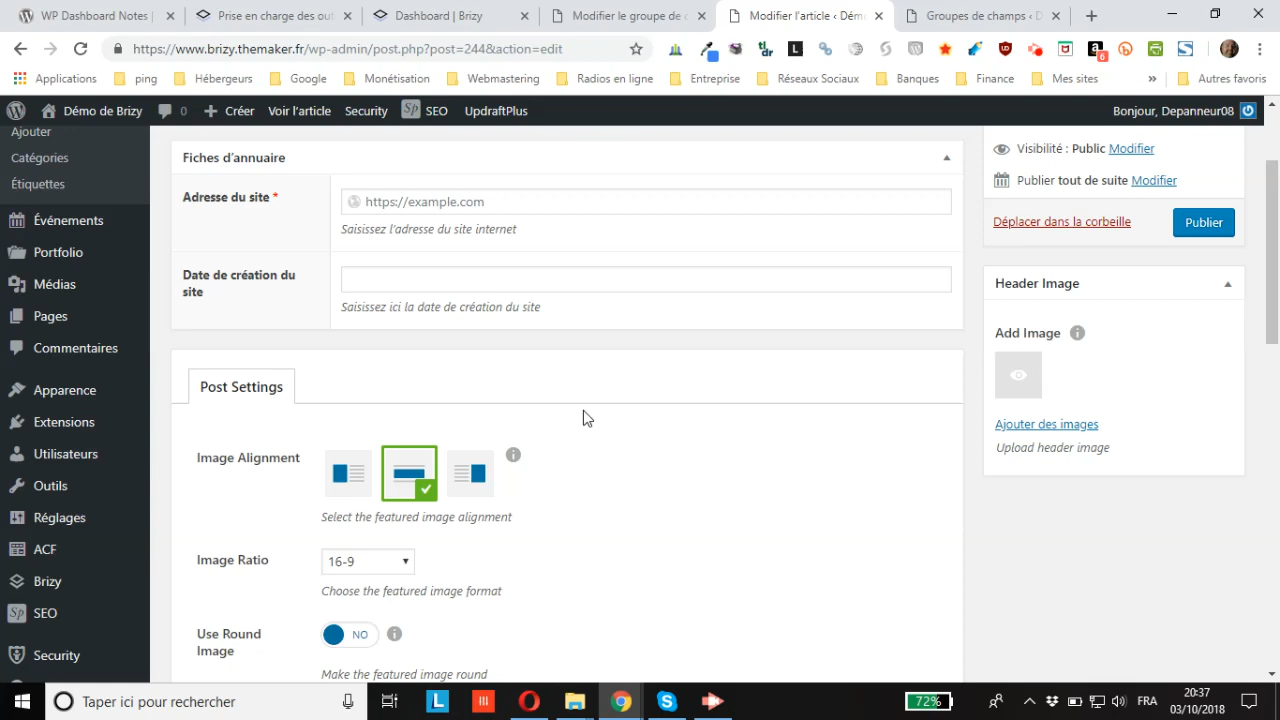 WP Dashboard Notes
Prise en charge des ou
Dashboard | Brizy
Modifier le groupe de c
Modifier l'article ‹ Dém
Groupes de champs ‹ D
https://www.brizy.themaker.fr/wp-admin/post.php?post=244&action=edit
Applications
ping
Hébergeurs
Google
Monétisation
Webmastering
Radios en ligne
Entreprise
Réseaux Sociaux
Banques
Finance
Mes sites
»
Autres favoris
Démo de Brizy
0
Créer
Voir l'article
Security
SEO
UpdraftPlus
Bonjour, Depanneur08
Ajouter
Catégories
Étiquettes
Événements
Portfolio
Médias
Pages
Commentaires
Apparence
Extensions
Utilisateurs
Outils
Réglages
ACF
Brizy
SEO
Security
Fiches d'annuaire
Adresse du site *
https://example.com
Saisissez l'adresse du site internet
Date de création du
site
Saisissez ici la date de création du site
Post Settings
Image Alignment
Select the featured image alignment
Image Ratio
16-9
Choose the featured image format
Use Round
Image
NO
Make the featured image round
Visibilité : Public Modifier
Publier tout de suite Modifier
Déplacer dans la corbeille
Publier
Header Image
Add Image
Ajouter des images
Upload header image
Taper ici pour rechercher
72%
FRA
20:37
03/10/2018